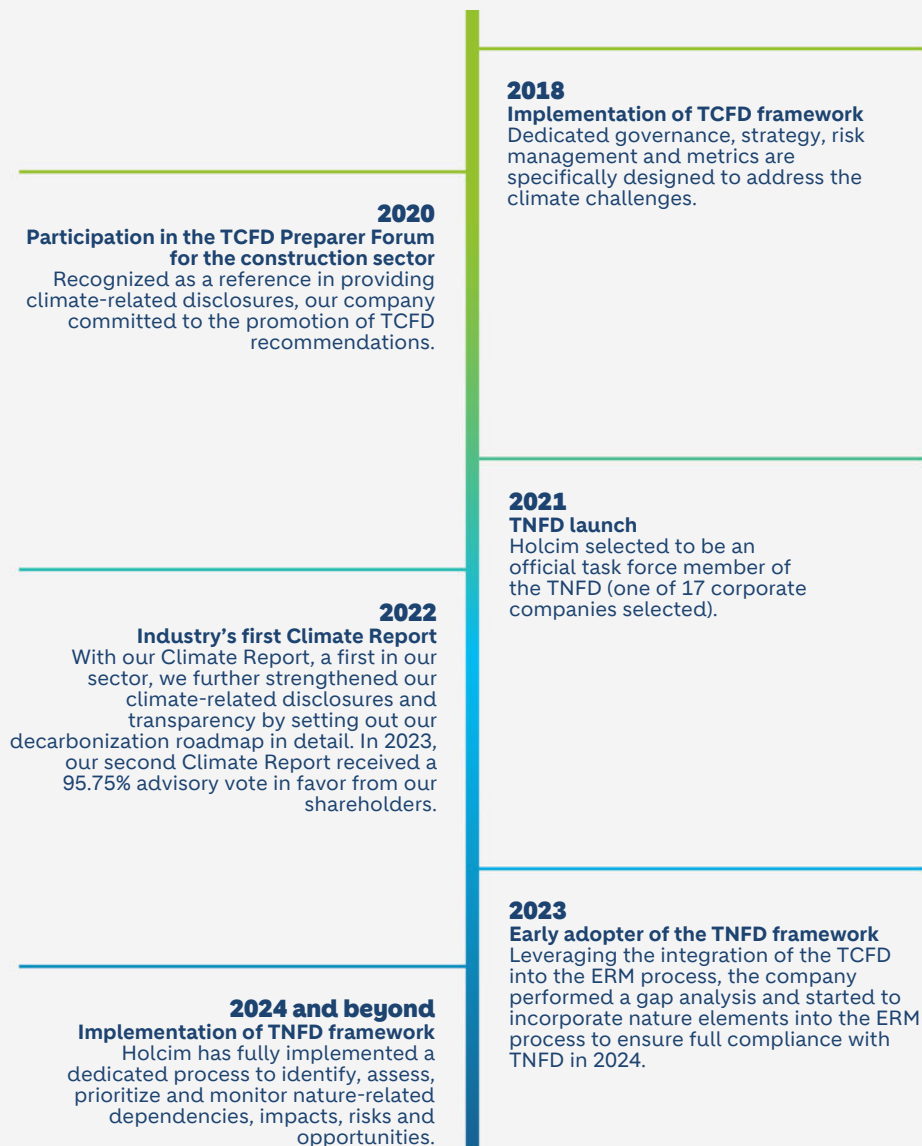 2018
Implementation of TCFD framework
Dedicated governance, strategy, risk
management and metrics are
specifically designed to address the
climate challenges.
2020
Participation in the TCFD Preparer Forum
for the construction sector
Recognized as a reference in providing
climate-related disclosures, our company
committed to the promotion of TCFD
recommendations.
2021
TNFD launch
Holcim selected to be an
official task force member of
the TNFD (one of 17 corporate
companies selected).
2022
Industry’s first Climate Report
With our Climate Report, a first in our
sector, we further strengthened our
climate-related disclosures and
transparency by setting out our
decarbonization roadmap in detail. In 2023,
our second Climate Report received a
95.75% advisory vote in favor from our
shareholders.
2023
Early adopter of the TNFD framework
Leveraging the integration of the TCFD
into the ERM process, the company
performed a gap analysis and started to
incorporate nature elements into the ERM
process to ensure full compliance with
TNFD in 2024.
2024 and beyond
Implementation of TNFD framework
Holcim has fully implemented a
dedicated process to identify, assess,
prioritize and monitor nature-related
dependencies, impacts, risks and
opportunities.